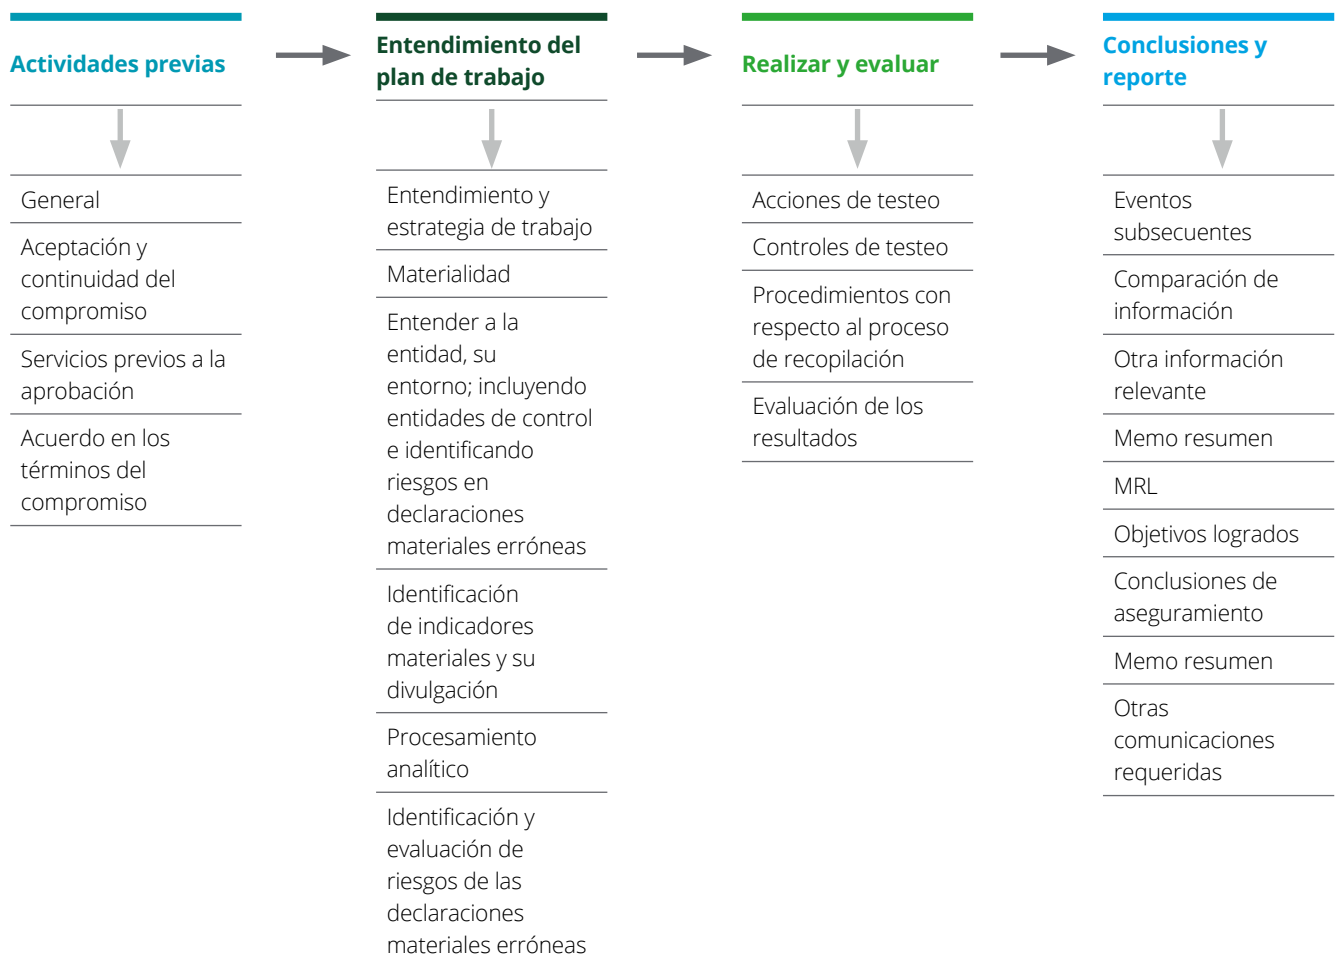 Actividades previas
General
Aceptación y
continuidad del
compromiso
Servicios previos a la
aprobación
Acuerdo en los
términos del
compromiso
Entendimiento del
plan de trabajo
Entendimiento y
estrategia de trabajo
Materialidad
Entender a la
entidad, su
entorno; incluyendo
entidades de control
e identificando
riesgos en
declaraciones
materiales erróneas
Identificación
de indicadores
materiales y su
divulgación
Procesamiento
analítico
Identificación y
evaluación de
riesgos de las
declaraciones
materiales erróneas
Realizar y evaluar
Acciones de testeo
Controles de testeo
Procedimientos con
respecto al proceso
de recopilación
Evaluación de los
resultados
Conclusiones y
reporte
Eventos
subsecuentes
Comparación de
información
Otra información
relevante
Memo resumen
MRL
Objetivos logrados
Conclusiones de
aseguramiento
Memo resumen
Otras
comunicaciones
requeridas